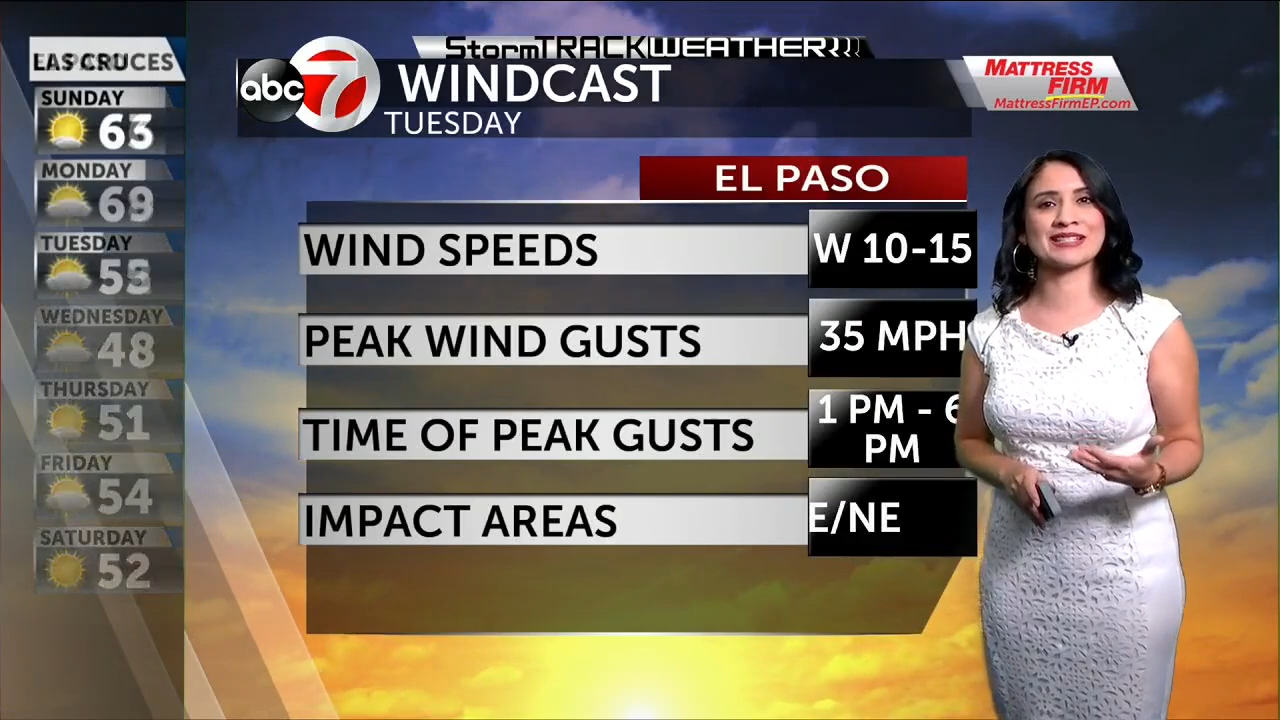 LAS CRUCES
SUNDAY
63
MONDAY
69
TUESDAY
WEDNESDAY
48
THURSDAY
51
FRIDAY
54
SATURDAY
52
StormTRACKWEATHER
abc 7
WINDCAST
TUESDAY
MATTRESS
FIRM
MattressFirmEP.com
EL PASO
WIND SPEEDS
W 10-15
PEAK WIND GUSTS
35 MPH
TIME OF PEAK GUSTS
1 PM - 6
PM
IMPACT AREAS
E/NE